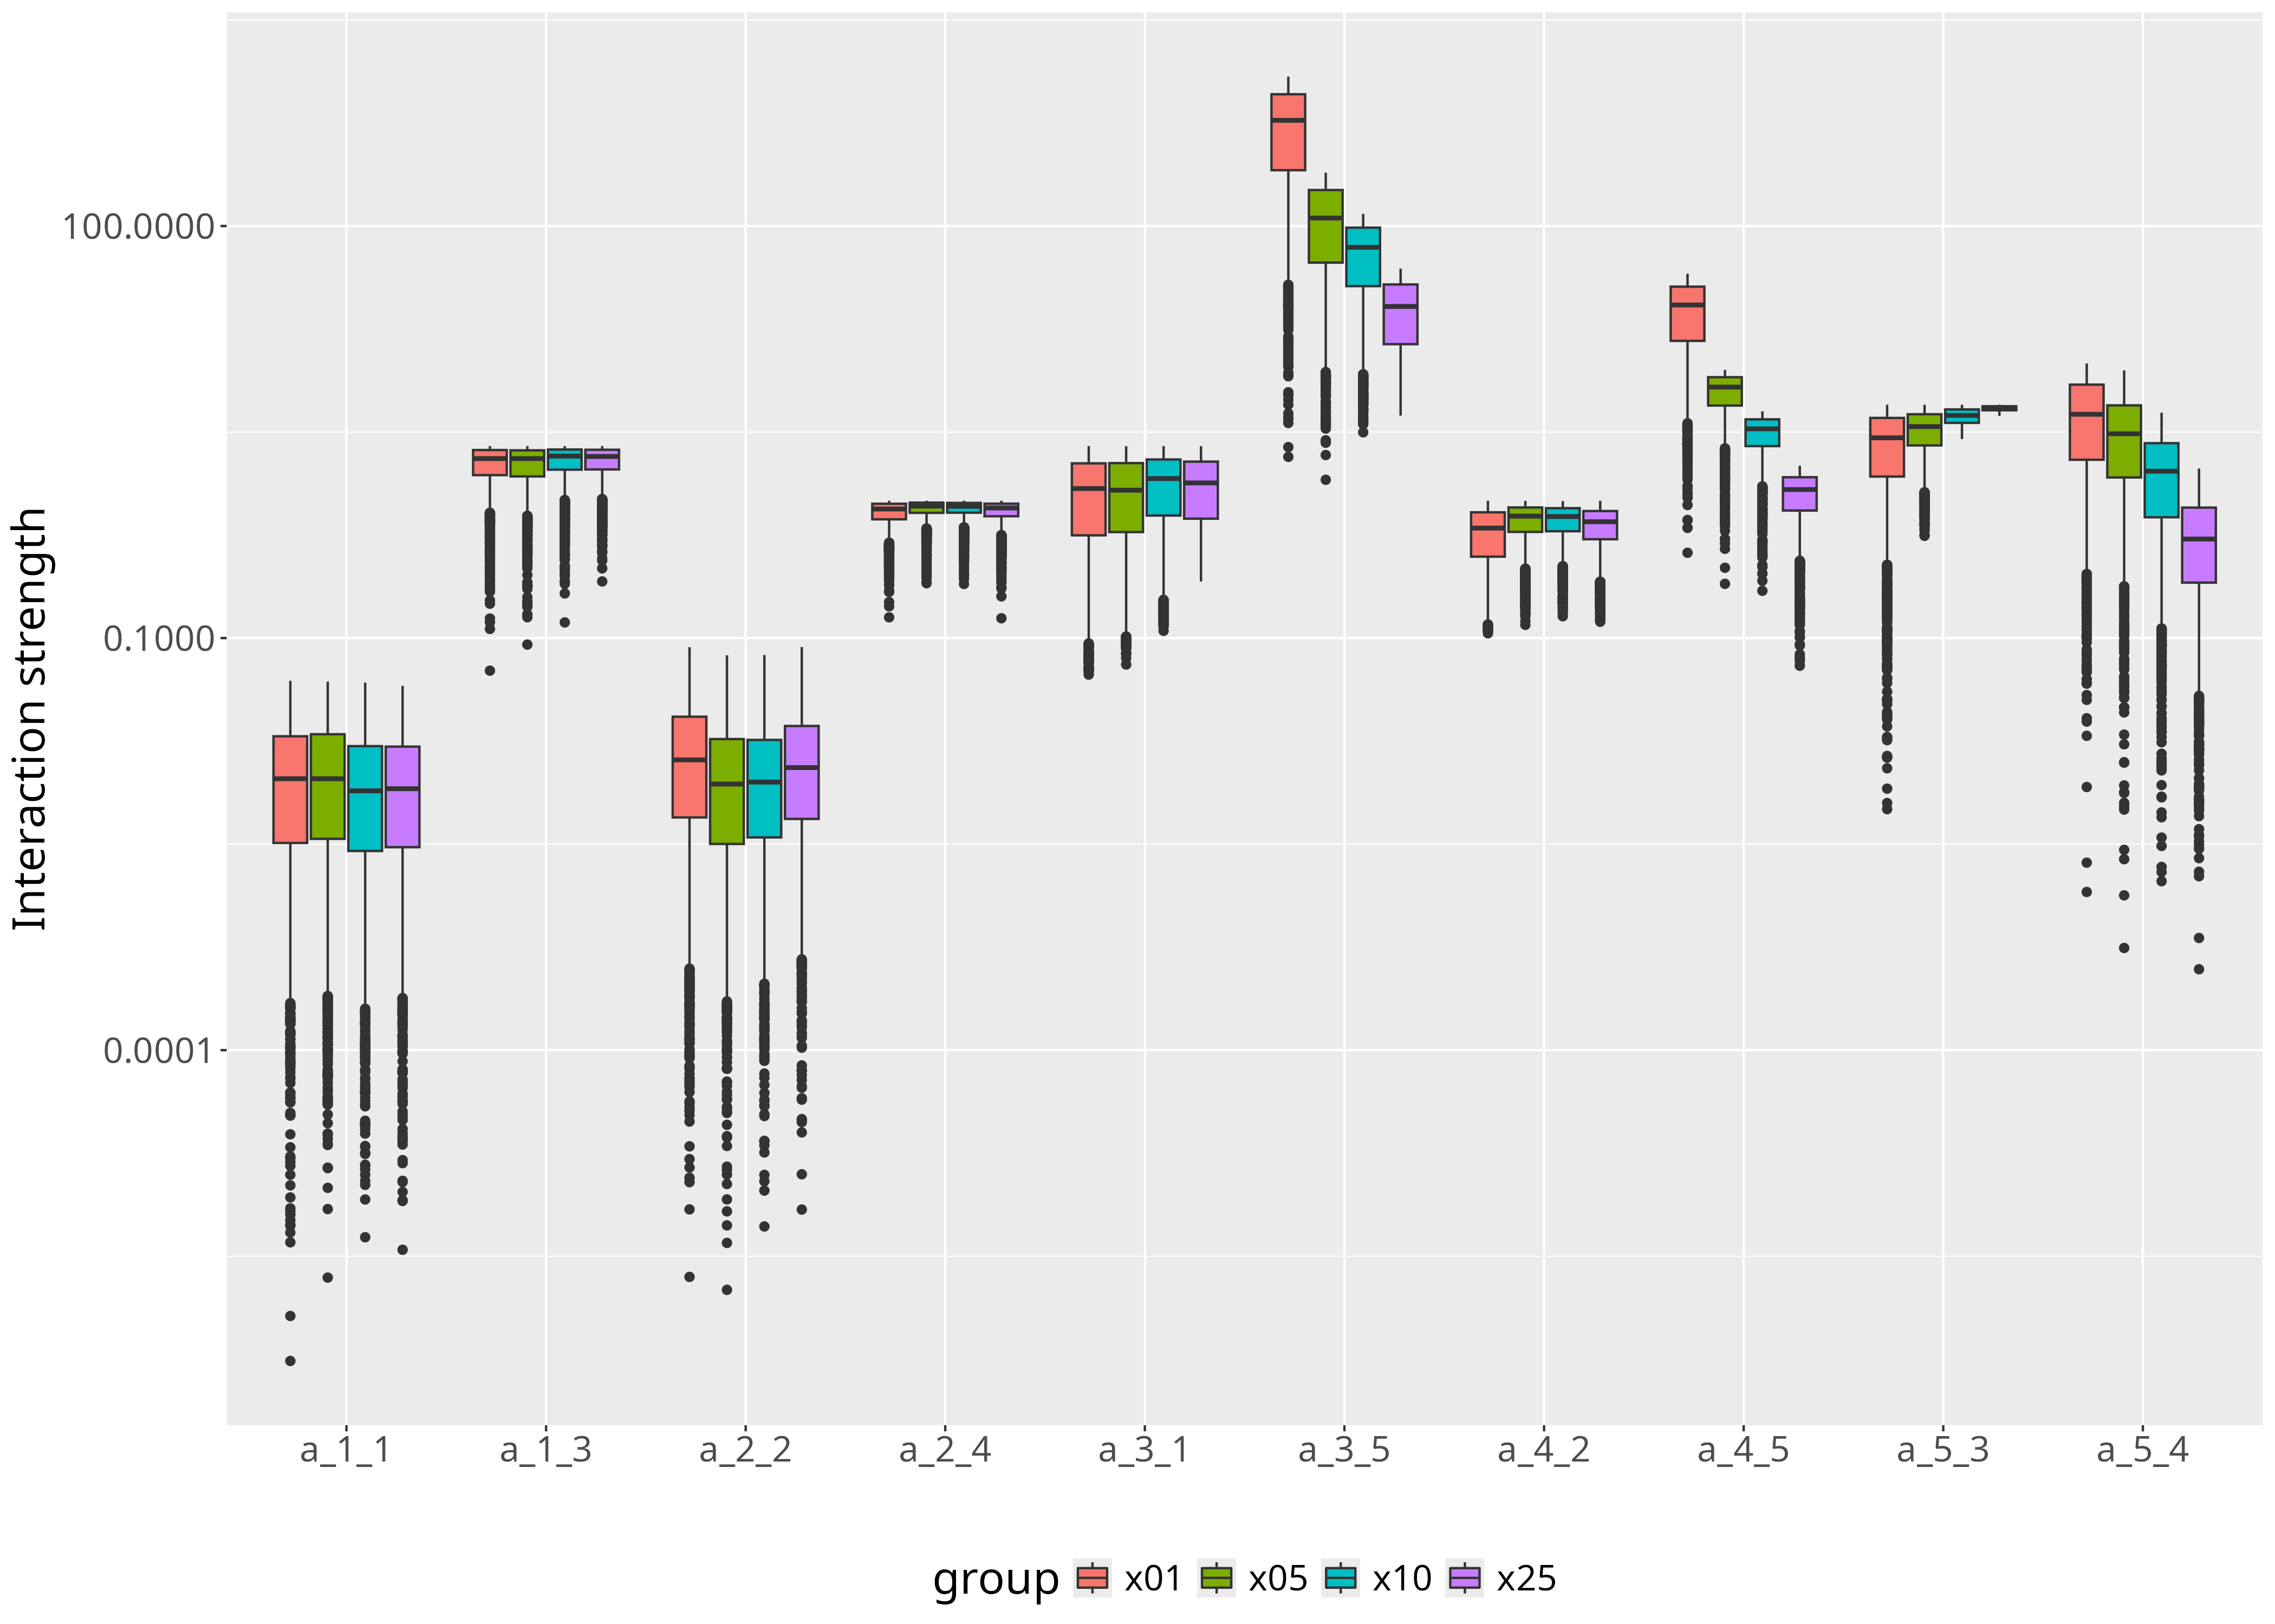 Interaction strength
100.0000
0.1000
0.0001
a_1_1 a_1_3 a_2_2 a_2_4 a_3_1 a_3_5 a_4_2 a_4_5 a_5_3 a_5_4
group x01 x05 x10 x25